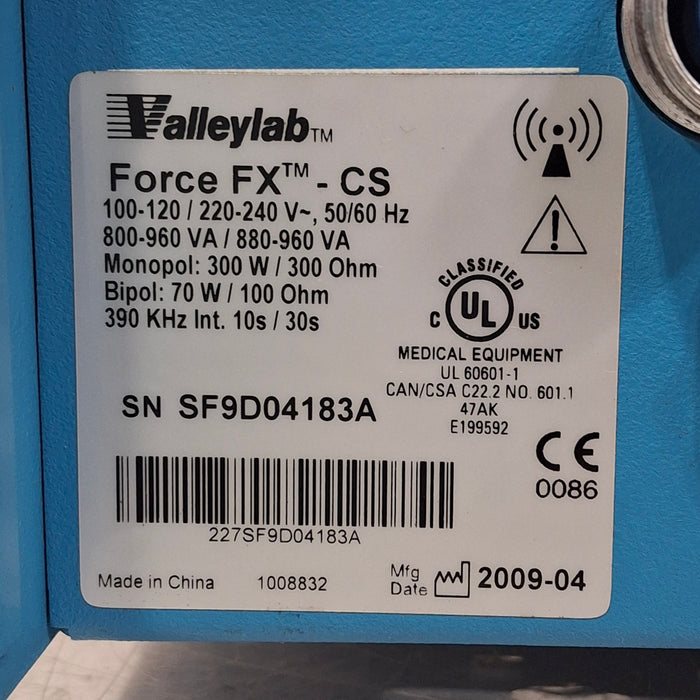 Valleylab™
Force FX™ - CS
100-120 / 220-240 V~, 50/60 Hz
800-960 VA / 880-960 VA
Monopol: 300 W / 300 Ohm
Bipol: 70 W / 100 Ohm
390 KHz Int. 10s / 30s
CLASSIFIED
C UL US
MEDICAL EQUIPMENT
UL 60601-1
CAN/CSA C22.2 NO. 601.1
47AK
E199592
SN SF9D04183A
CE
0086
227SF9D04183A
Made in China 1008832
Mfg Date 2009-04